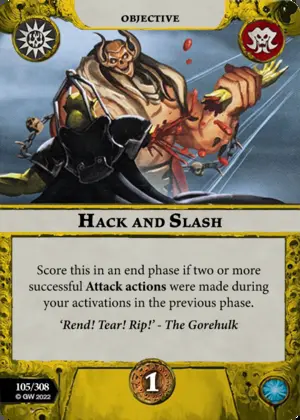 OBJECTIVE
HACK AND SLASH
Score this in an end phase if two or more
successful Attack actions were made during
your activations in the previous phase.
‘Rend! Tear! Rip!’ - The Gorehulk
105/308
© GW 2022
1